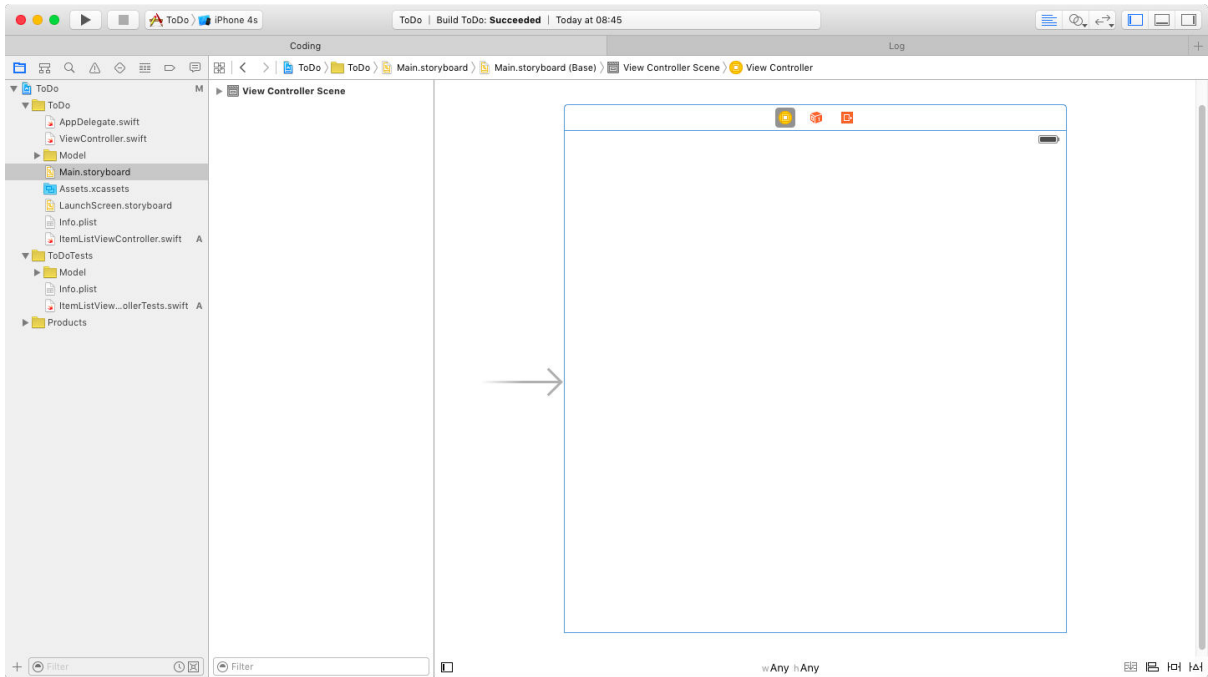 ToDo iPhone 4s ToDo | Build ToDo: Succeeded | Today at 08:45
Coding Log
ToDo ToDo Main.storyboard Main.storyboard (Base) View Controller Scene View Controller
ToDo M
ToDo
AppDelegate.swift
ViewController.swift
Model
Main.storyboard
Assets.xcassets
LaunchScreen.storyboard
Info.plist
ItemListViewController.swift A
ToDoTests
Model
Info.plist
ItemListView...ollerTests.swift A
Products
View Controller Scene
Filter
Filter
wAny hAny